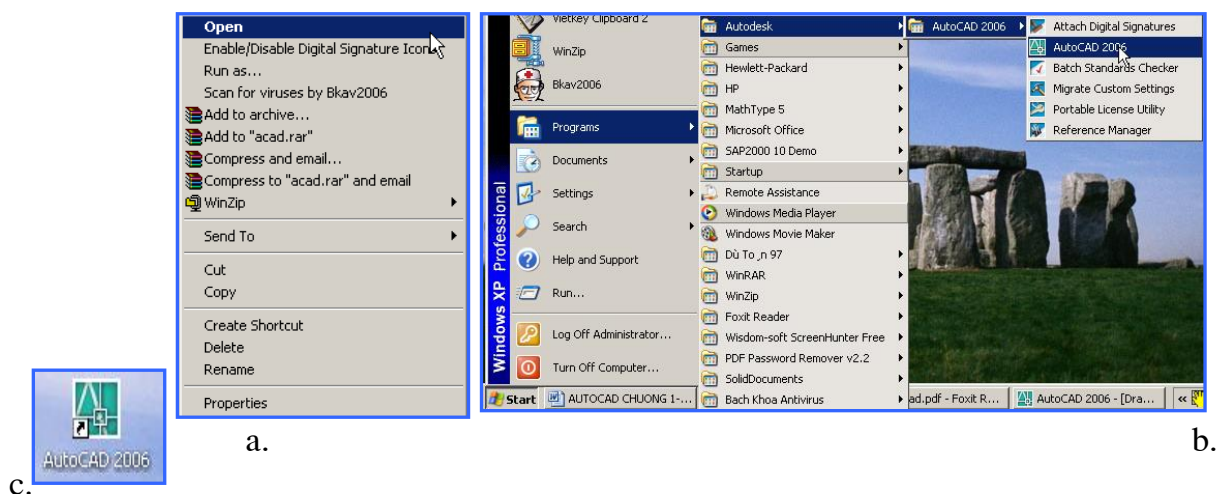 Open
Enable/Disable Digital Signature Icons
Run as...
Scan for viruses by Bkav2006
Add to archive...
Add to "acad.rar"
Compress and email...
Compress to "acad.rar" and email
WinZip
Send To
Cut
Copy
Create Shortcut
Delete
Rename
Properties
a.
Vietkey Clipboard 2
WinZip
Bkav2006
Programs
Documents
Settings
Search
Help and Support
Run...
Log Off Administrator...
Turn Off Computer...
Windows XP Professional
Autodesk
Games
Hewlett-Packard
HP
MathType 5
Microsoft Office
SAP2000 10 Demo
Startup
Remote Assistance
Windows Media Player
Windows Movie Maker
Dù To ,n 97
WinRAR
WinZip
Foxit Reader
Wisdom-soft ScreenHunter Free
PDF Password Remover v2.2
SolidDocuments
Bach Khoa Antivirus
AutoCAD 2006
Attach Digital Signatures
AutoCAD 2006
Batch Standards Checker
Migrate Custom Settings
Portable License Utility
Reference Manager
Start
AUTOCAD CHUONG 1-...
ad.pdf - Foxit R...
AutoCAD 2006 - [Dra...
«
b.
AutoCAD 2006
c.